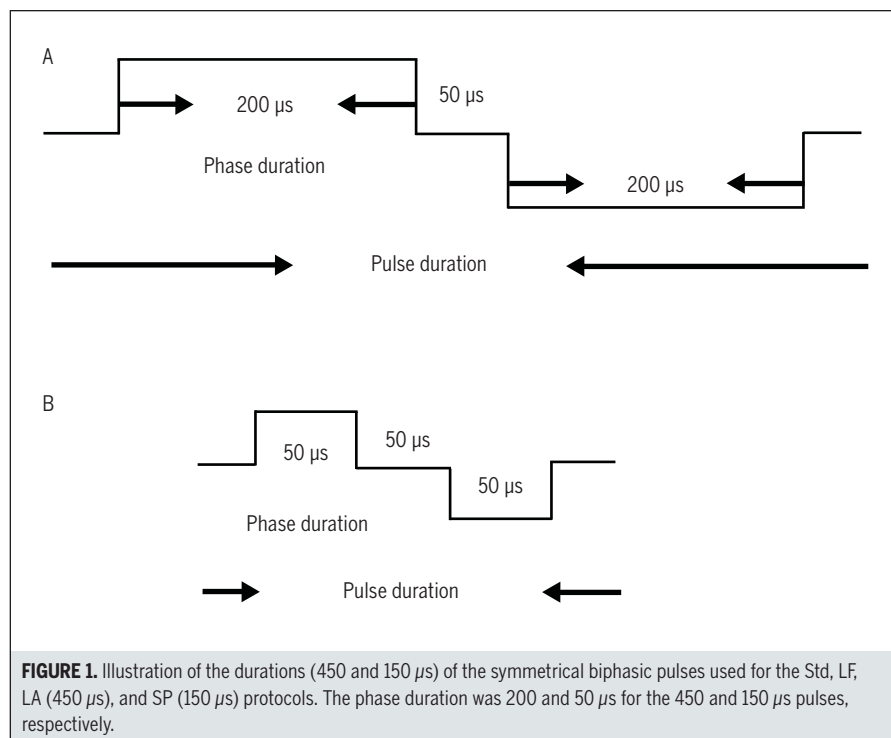 A
200 µs
50 µs
Phase duration
200 µs
Pulse duration
B
50 µs
50 µs
50 µs
Phase duration
Pulse duration
FIGURE 1. Illustration of the durations (450 and 150 µs) of the symmetrical biphasic pulses used for the Std, LF,
LA (450 µs), and SP (150 µs) protocols. The phase duration was 200 and 50 µs for the 450 and 150 µs pulses,
respectively.